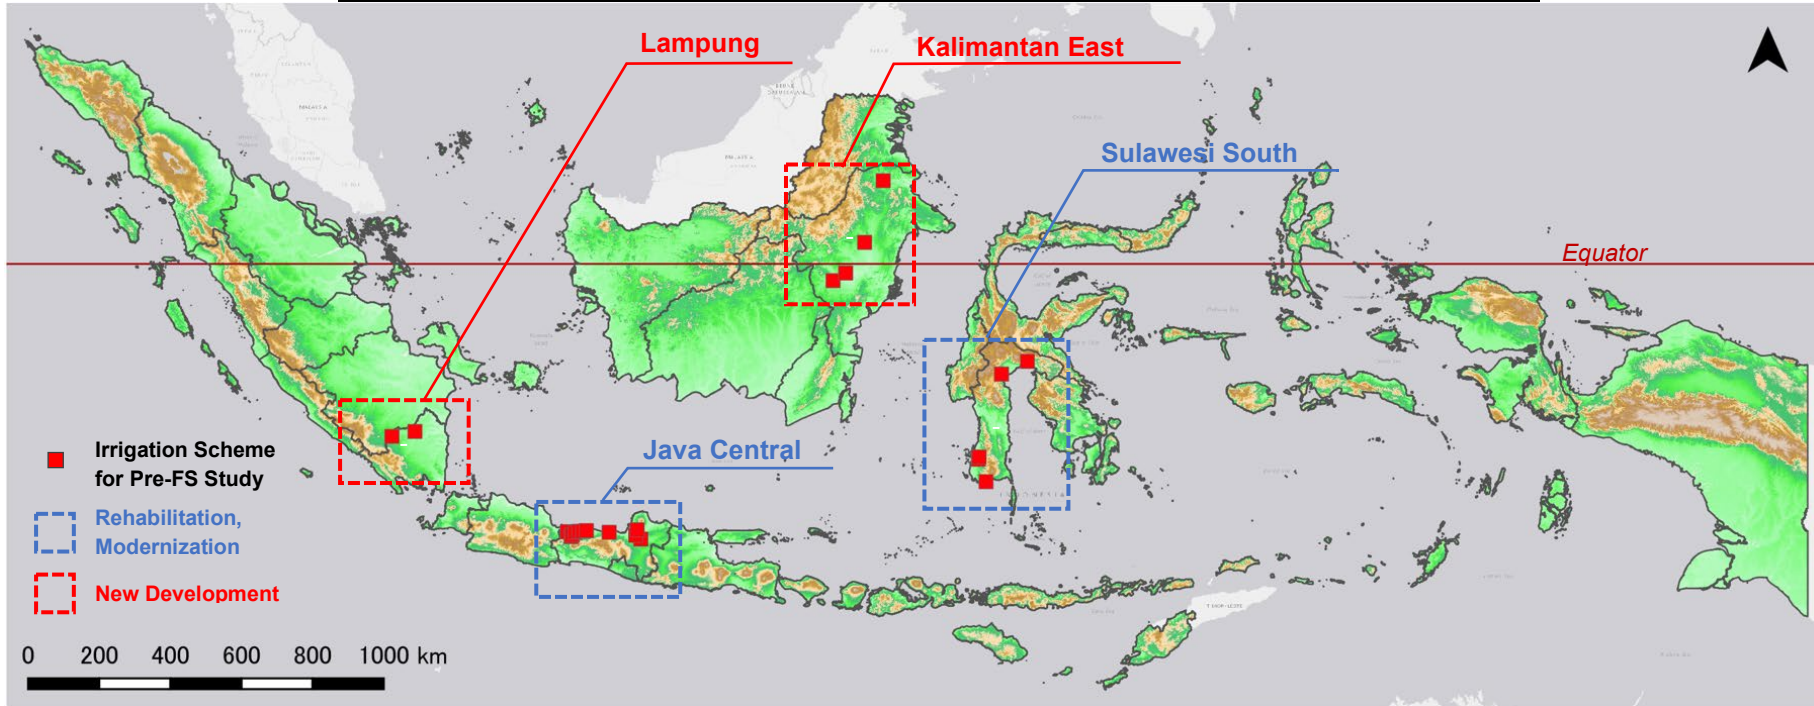 Lampung
Kalimantan East
Sulawesi South
Equator
Java Central
Irrigation Scheme
for Pre-FS Study
Rehabilitation,
Modernization
New Development
0 200 400 600 800 1000 km